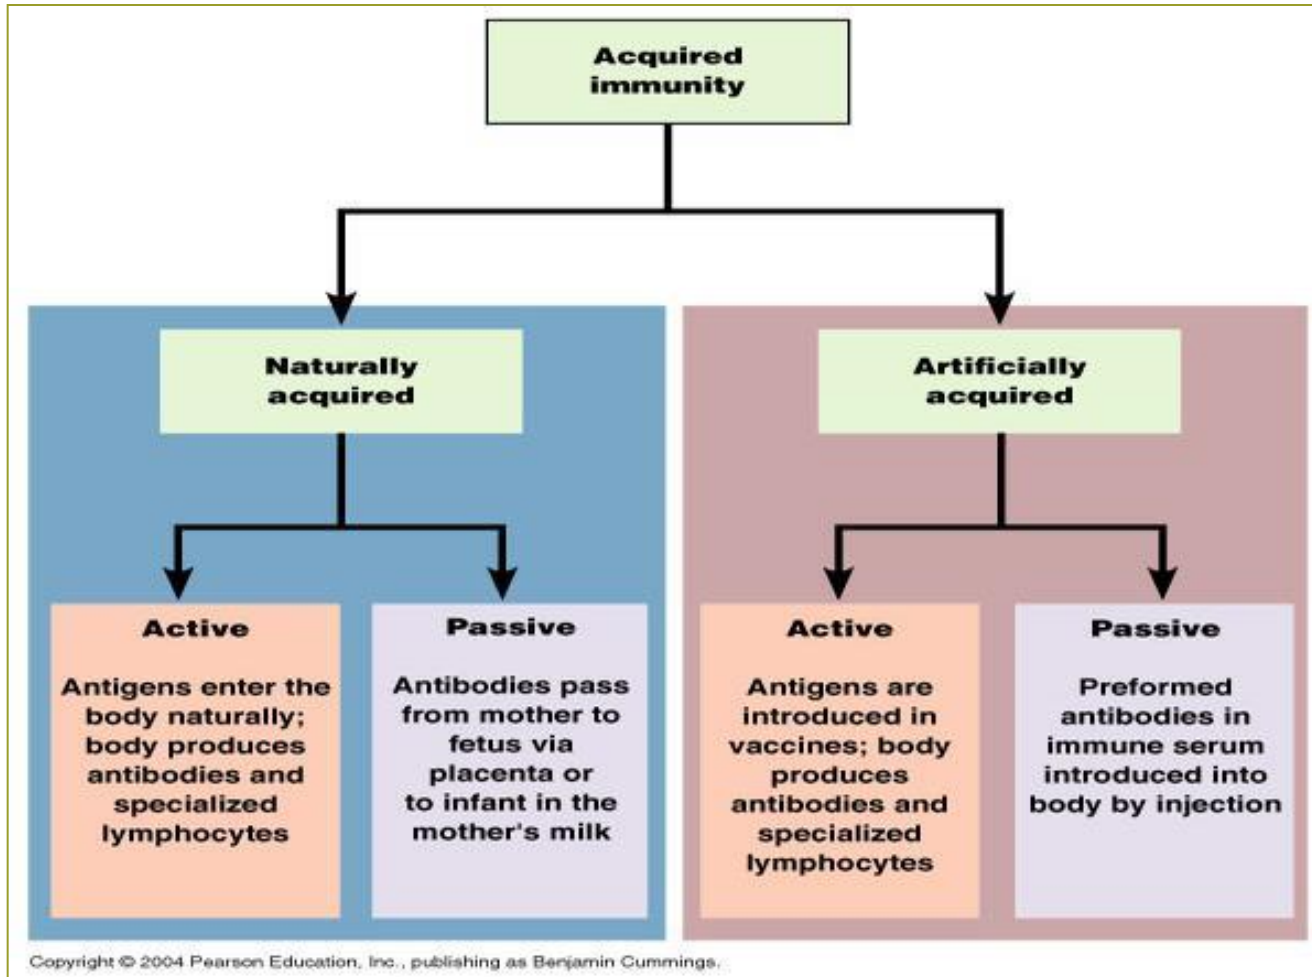 Acquired
immunity
Naturally
acquired
Artificially
acquired
Active
Antigens enter the
body naturally;
body produces
antibodies and
specialized
lymphocytes
Passive
Antibodies pass
from mother to
fetus via
placenta or
to infant in the
mother's milk
Active
Antigens are
introduced in
vaccines; body
produces
antibodies and
specialized
lymphocytes
Passive
Preformed
antibodies in
immune serum
introduced into
body by injection
Copyright © 2004 Pearson Education, Inc., publishing as Benjamin Cummings.